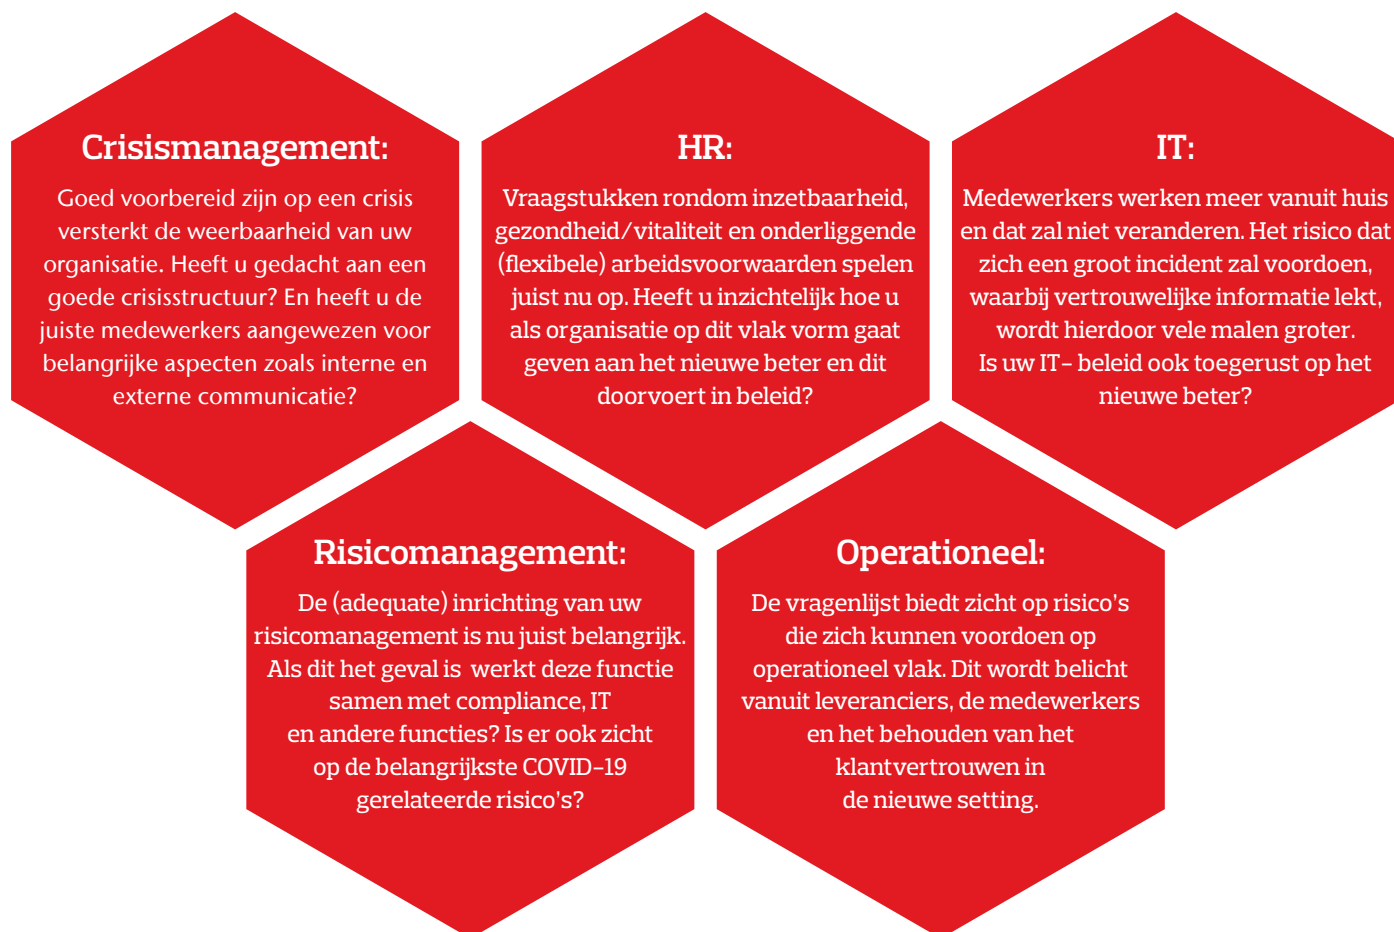 Crisismanagement:
Goed voorbereid zijn op een crisis
versterkt de weerbaarheid van uw
organisatie. Heeft u gedacht aan een
goede crisisstructuur? En heeft u de
juiste medewerkers aangewezen voor
belangrijke aspecten zoals interne en
externe communicatie?
HR:
Vraagstukken rondom inzetbaarheid,
gezondheid/vitaliteit en onderliggende
(flexibele) arbeidsvoorwaarden spelen
juist nu op. Heeft u inzichtelijk hoe u
als organisatie op dit vlak vorm gaat
geven aan het nieuwe beter en dit
doorvoert in beleid?
IT:
Medewerkers werken meer vanuit huis
en dat zal niet veranderen. Het risico dat
zich een groot incident zal voordoen,
waarbij vertrouwelijke informatie lekt,
wordt hierdoor vele malen groter.
Is uw IT- beleid ook toegerust op het
nieuwe beter?
Risicomanagement:
De (adequate) inrichting van uw
risicomanagement is nu juist belangrijk.
Als dit het geval is werkt deze functie
samen met compliance, IT
en andere functies? Is er ook zicht
op de belangrijkste COVID-19
gerelateerde risico's?
Operationeel:
De vragenlijst biedt zicht op risico's
die zich kunnen voordoen op
operationeel vlak. Dit wordt belicht
vanuit leveranciers, de medewerkers
en het behouden van het
klantvertrouwen in
de nieuwe setting.